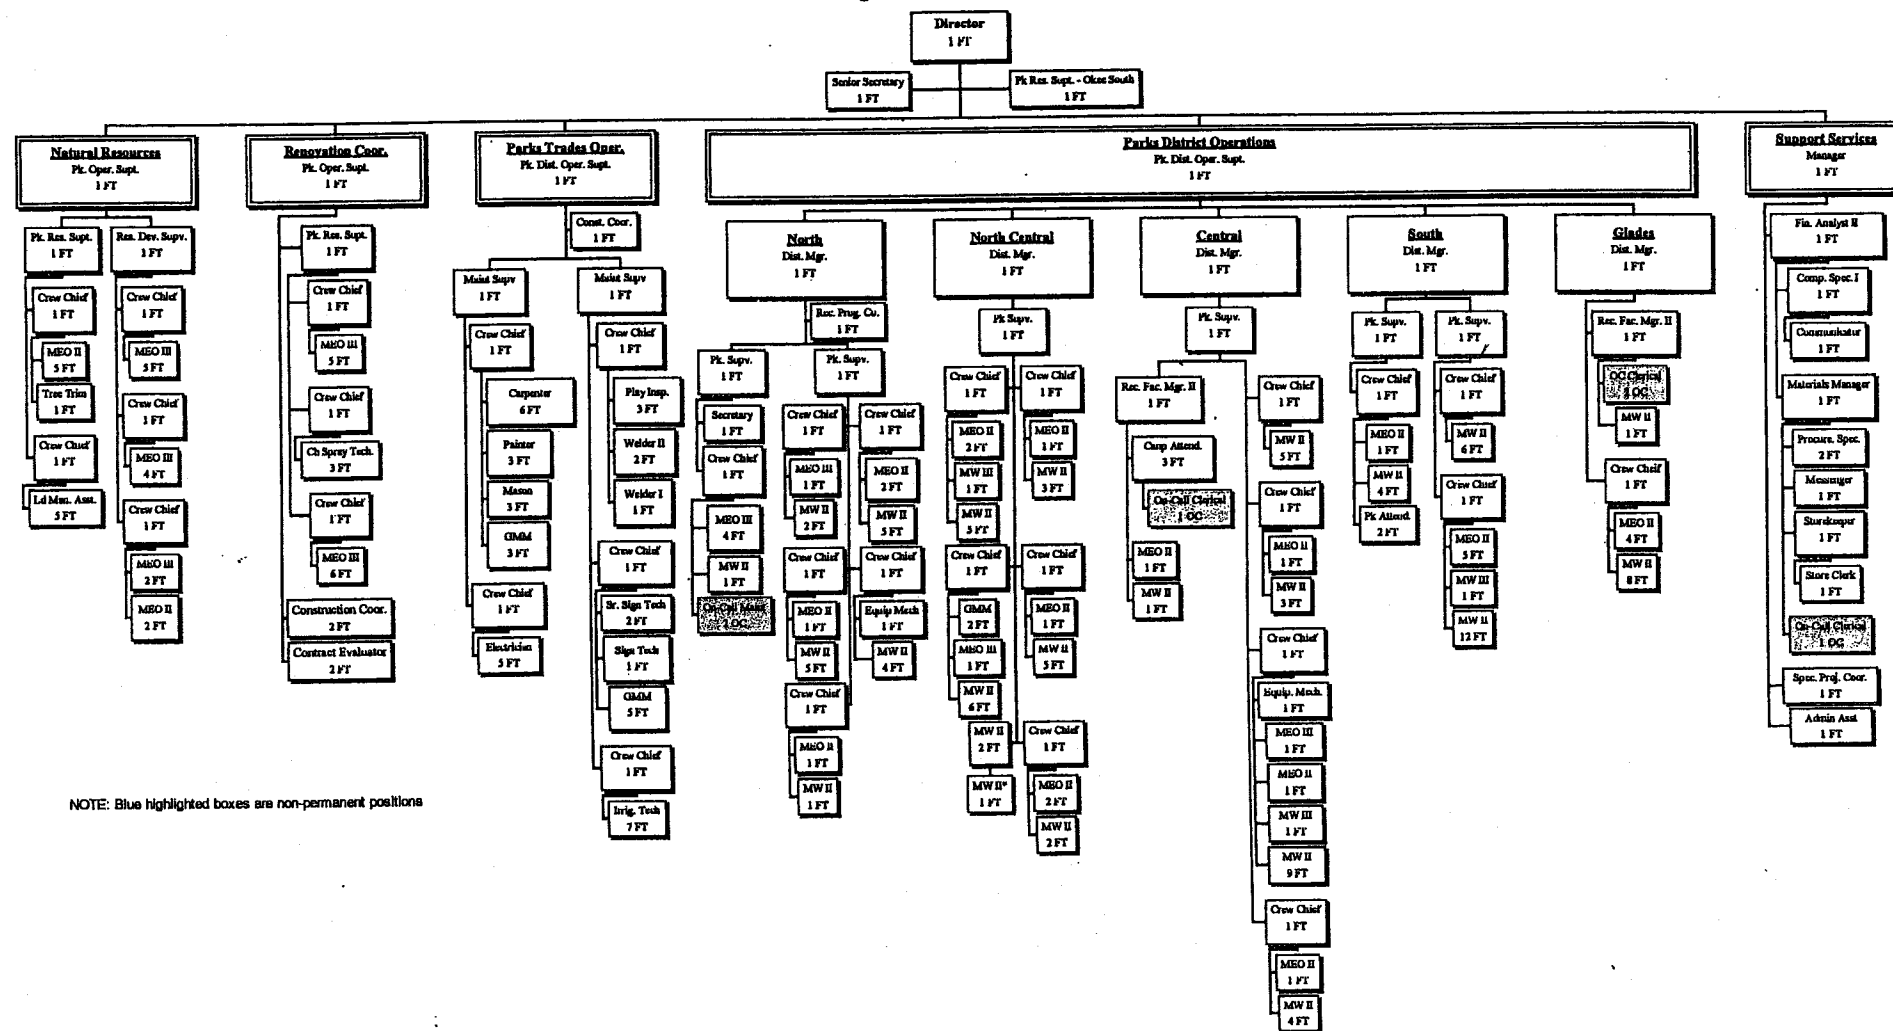 Director
1 FT
Senior Secretary
1 FT
Pk Res. Supt. - Okee South
1 FT
Natural Resources
Pk. Oper. Supt.
1 FT
Pk. Res. Supt.
1 FT
Crew Chief
1 FT
MEO II
5 FT
Tree Trim
1 FT
Crew Chief
1 FT
Ld Man. Asst.
5 FT
Res. Dev. Supv.
1 FT
Crew Chief
1 FT
MEO III
5 FT
Crew Chief
1 FT
MEO III
4 FT
Crew Chief
1 FT
MEO III
2 FT
MEO II
2 FT
Renovation Coor.
Pk. Oper. Supt.
1 FT
Pk. Res. Supt.
1 FT
Crew Chief
1 FT
MEO III
5 FT
Crew Chief
1 FT
Ch Spray Tech.
3 FT
Crew Chief
1 FT
MEO III
6 FT
Construction Coor.
2 FT
Contract Evaluator
2 FT
Parks Trades Oper.
Pk. Dist. Oper. Supt.
1 FT
Const. Coor.
1 FT
Maint Supv
1 FT
Crew Chief
1 FT
Carpenter
6 FT
Painter
3 FT
Mason
3 FT
GMM
3 FT
Crew Chief
1 FT
Electrician
5 FT
Maint Supv
1 FT
Crew Chief
1 FT
Play Insp.
3 FT
Welder II
2 FT
Welder I
1 FT
Crew Chief
1 FT
Sr. Sign Tech
2 FT
Sign Tech
1 FT
GMM
5 FT
Crew Chief
1 FT
Irrig. Tech
7 FT
Parks District Operations
Pk. Dist. Oper. Supt.
1 FT
North
Dist. Mgr.
1 FT
Rec. Prog. Co.
1 FT
Pk. Supv.
1 FT
Secretary
1 FT
Crew Chief
1 FT
MEO III
4 FT
MW II
1 FT
On-Call Maint
OC
Pk. Supv.
1 FT
Crew Chief
1 FT
MEO III
1 FT
MW II
2 FT
Crew Chief
1 FT
MEO II
1 FT
MW II
5 FT
Crew Chief
1 FT
MEO II
1 FT
MW II
1 FT
Crew Chief
1 FT
MEO II
2 FT
MW II
5 FT
Crew Chief
1 FT
Equip Mech
1 FT
MW II
4 FT
North Central
Dist. Mgr.
1 FT
Pk Supv.
1 FT
Crew Chief
1 FT
MEO II
2 FT
MW III
1 FT
MW II
5 FT
Crew Chief
1 FT
GMM
2 FT
MEO III
1 FT
MW II
6 FT
MW II
2 FT
MW II*
1 FT
Crew Chief
1 FT
MEO II
1 FT
MW II
3 FT
Crew Chief
1 FT
MEO II
1 FT
MW II
5 FT
Crew Chief
1 FT
MEO II
2 FT
MW II
2 FT
Central
Dist. Mgr.
1 FT
Pk. Supv.
1 FT
Rec. Fac. Mgr. II
1 FT
Camp Attend.
3 FT
On-Call Clerical
1 OC
MEO II
1 FT
MW II
1 FT
Crew Chief
1 FT
MW II
5 FT
Crew Chief
1 FT
MEO II
1 FT
MW II
3 FT
Crew Chief
1 FT
Equip. Mech.
1 FT
MEO III
1 FT
MEO II
1 FT
MW III
1 FT
MW II
9 FT
Crew Chief
1 FT
MEO II
1 FT
MW II
4 FT
South
Dist. Mgr.
1 FT
Pk. Supv.
1 FT
Crew Chief
1 FT
MEO II
1 FT
MW II
4 FT
Pk Attend.
2 FT
Pk. Supv.
1 FT
Crew Chief
1 FT
MW II
6 FT
Crew Chief
1 FT
MEO II
5 FT
MW III
1 FT
MW II
12 FT
Glades
Dist. Mgr.
1 FT
Rec. Fac. Mgr. II
1 FT
OC Clerical
OC
MW II
1 FT
Crew Cheif
1 FT
MEO II
4 FT
MW II
8 FT
Support Services
Manager
1 FT
Fin. Analyst II
1 FT
Comp. Spec. I
1 FT
Communicator
1 FT
Materials Manager
1 FT
Procure. Spec.
2 FT
Messenger
1 FT
Storekeeper
1 FT
Store Clerk
1 FT
On-Call Clerical
1 OC
Spec. Proj. Coor.
1 FT
Admin Asst
1 FT
NOTE: Blue highlighted boxes are non-permanent positions